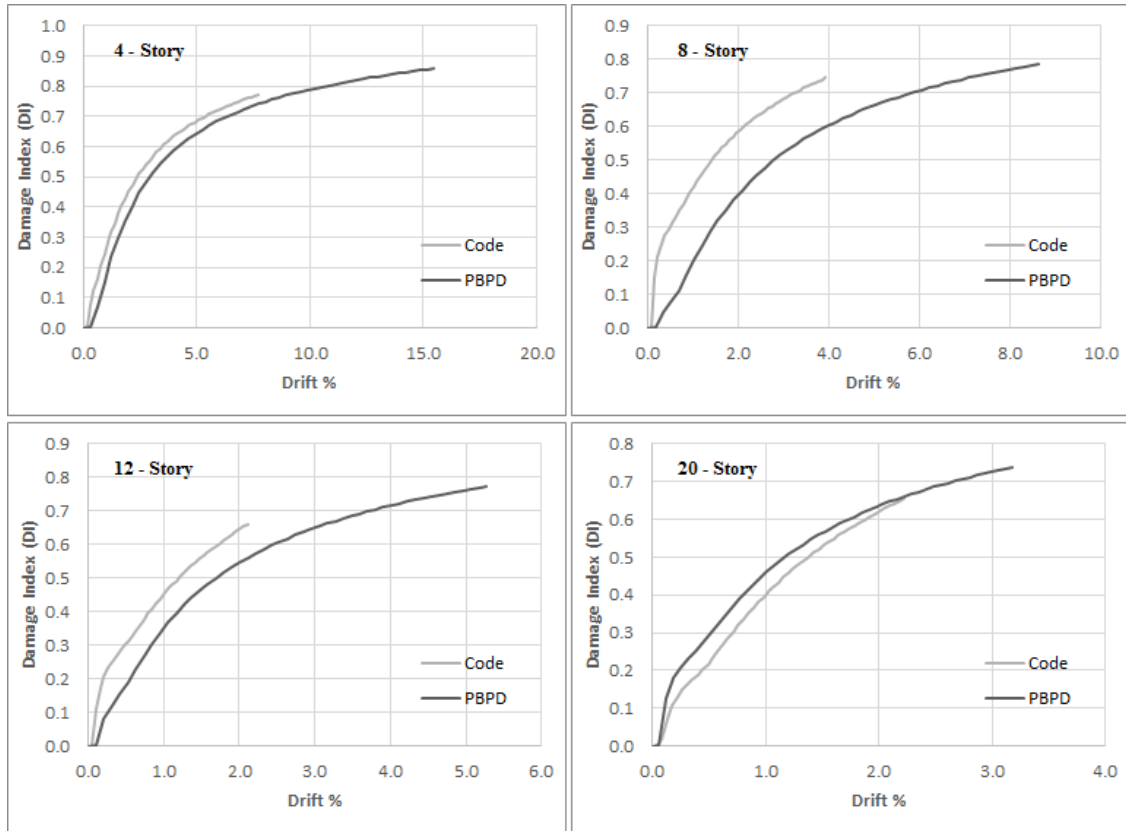 4 - Story
Damage Index (DI)
1.0
0.9
0.8
0.7
0.6
0.5
0.4
0.3
0.2
0.1
0.0
0.0 5.0 10.0 15.0 20.0
Drift %
Code
PBPD
8 - Story
Damage Index (DI)
0.9
0.8
0.7
0.6
0.5
0.4
0.3
0.2
0.1
0.0
0.0 2.0 4.0 6.0 8.0 10.0
Drift %
Code
PBPD
12 - Story
Damage Index (DI)
0.9
0.8
0.7
0.6
0.5
0.4
0.3
0.2
0.1
0.0
0.0 1.0 2.0 3.0 4.0 5.0 6.0
Drift %
Code
PBPD
20 - Story
Damage Index (DI)
0.8
0.7
0.6
0.5
0.4
0.3
0.2
0.1
0.0
0.0 1.0 2.0 3.0 4.0
Drift %
Code
PBPD